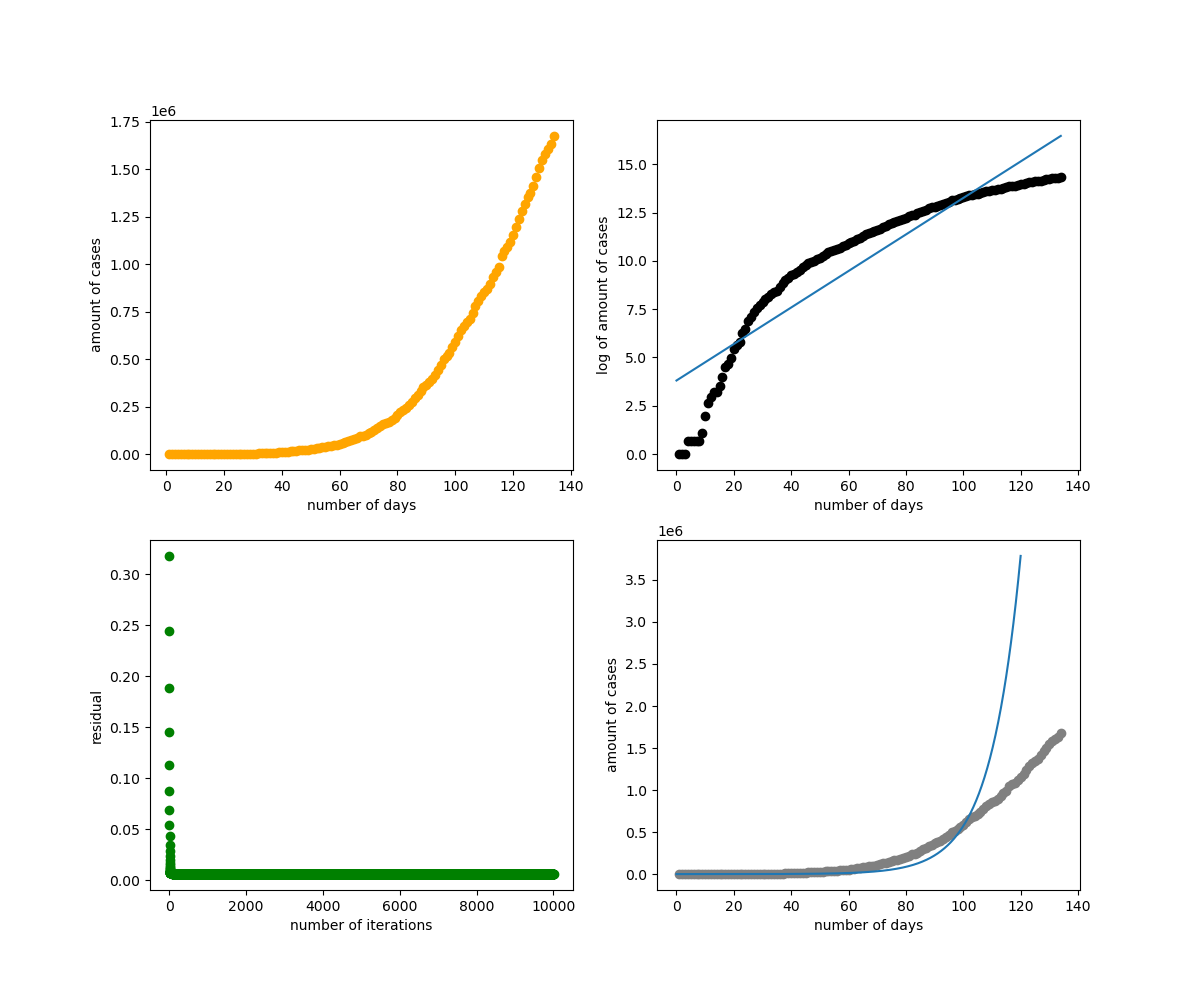 1e6
1.75
1.50
1.25
1.00
0.75
0.50
0.25
0.00
amount of cases
0 20 40 60 80 100 120 140
number of days
15.0
12.5
10.0
7.5
5.0
2.5
0.0
log of amount of cases
0 20 40 60 80 100 120 140
number of days
0.30
0.25
0.20
0.15
0.10
0.05
0.00
residual
0 2000 4000 6000 8000 10000
number of iterations
1e6
3.5
3.0
2.5
2.0
1.5
1.0
0.5
0.0
amount of cases
0 20 40 60 80 100 120 140
number of days